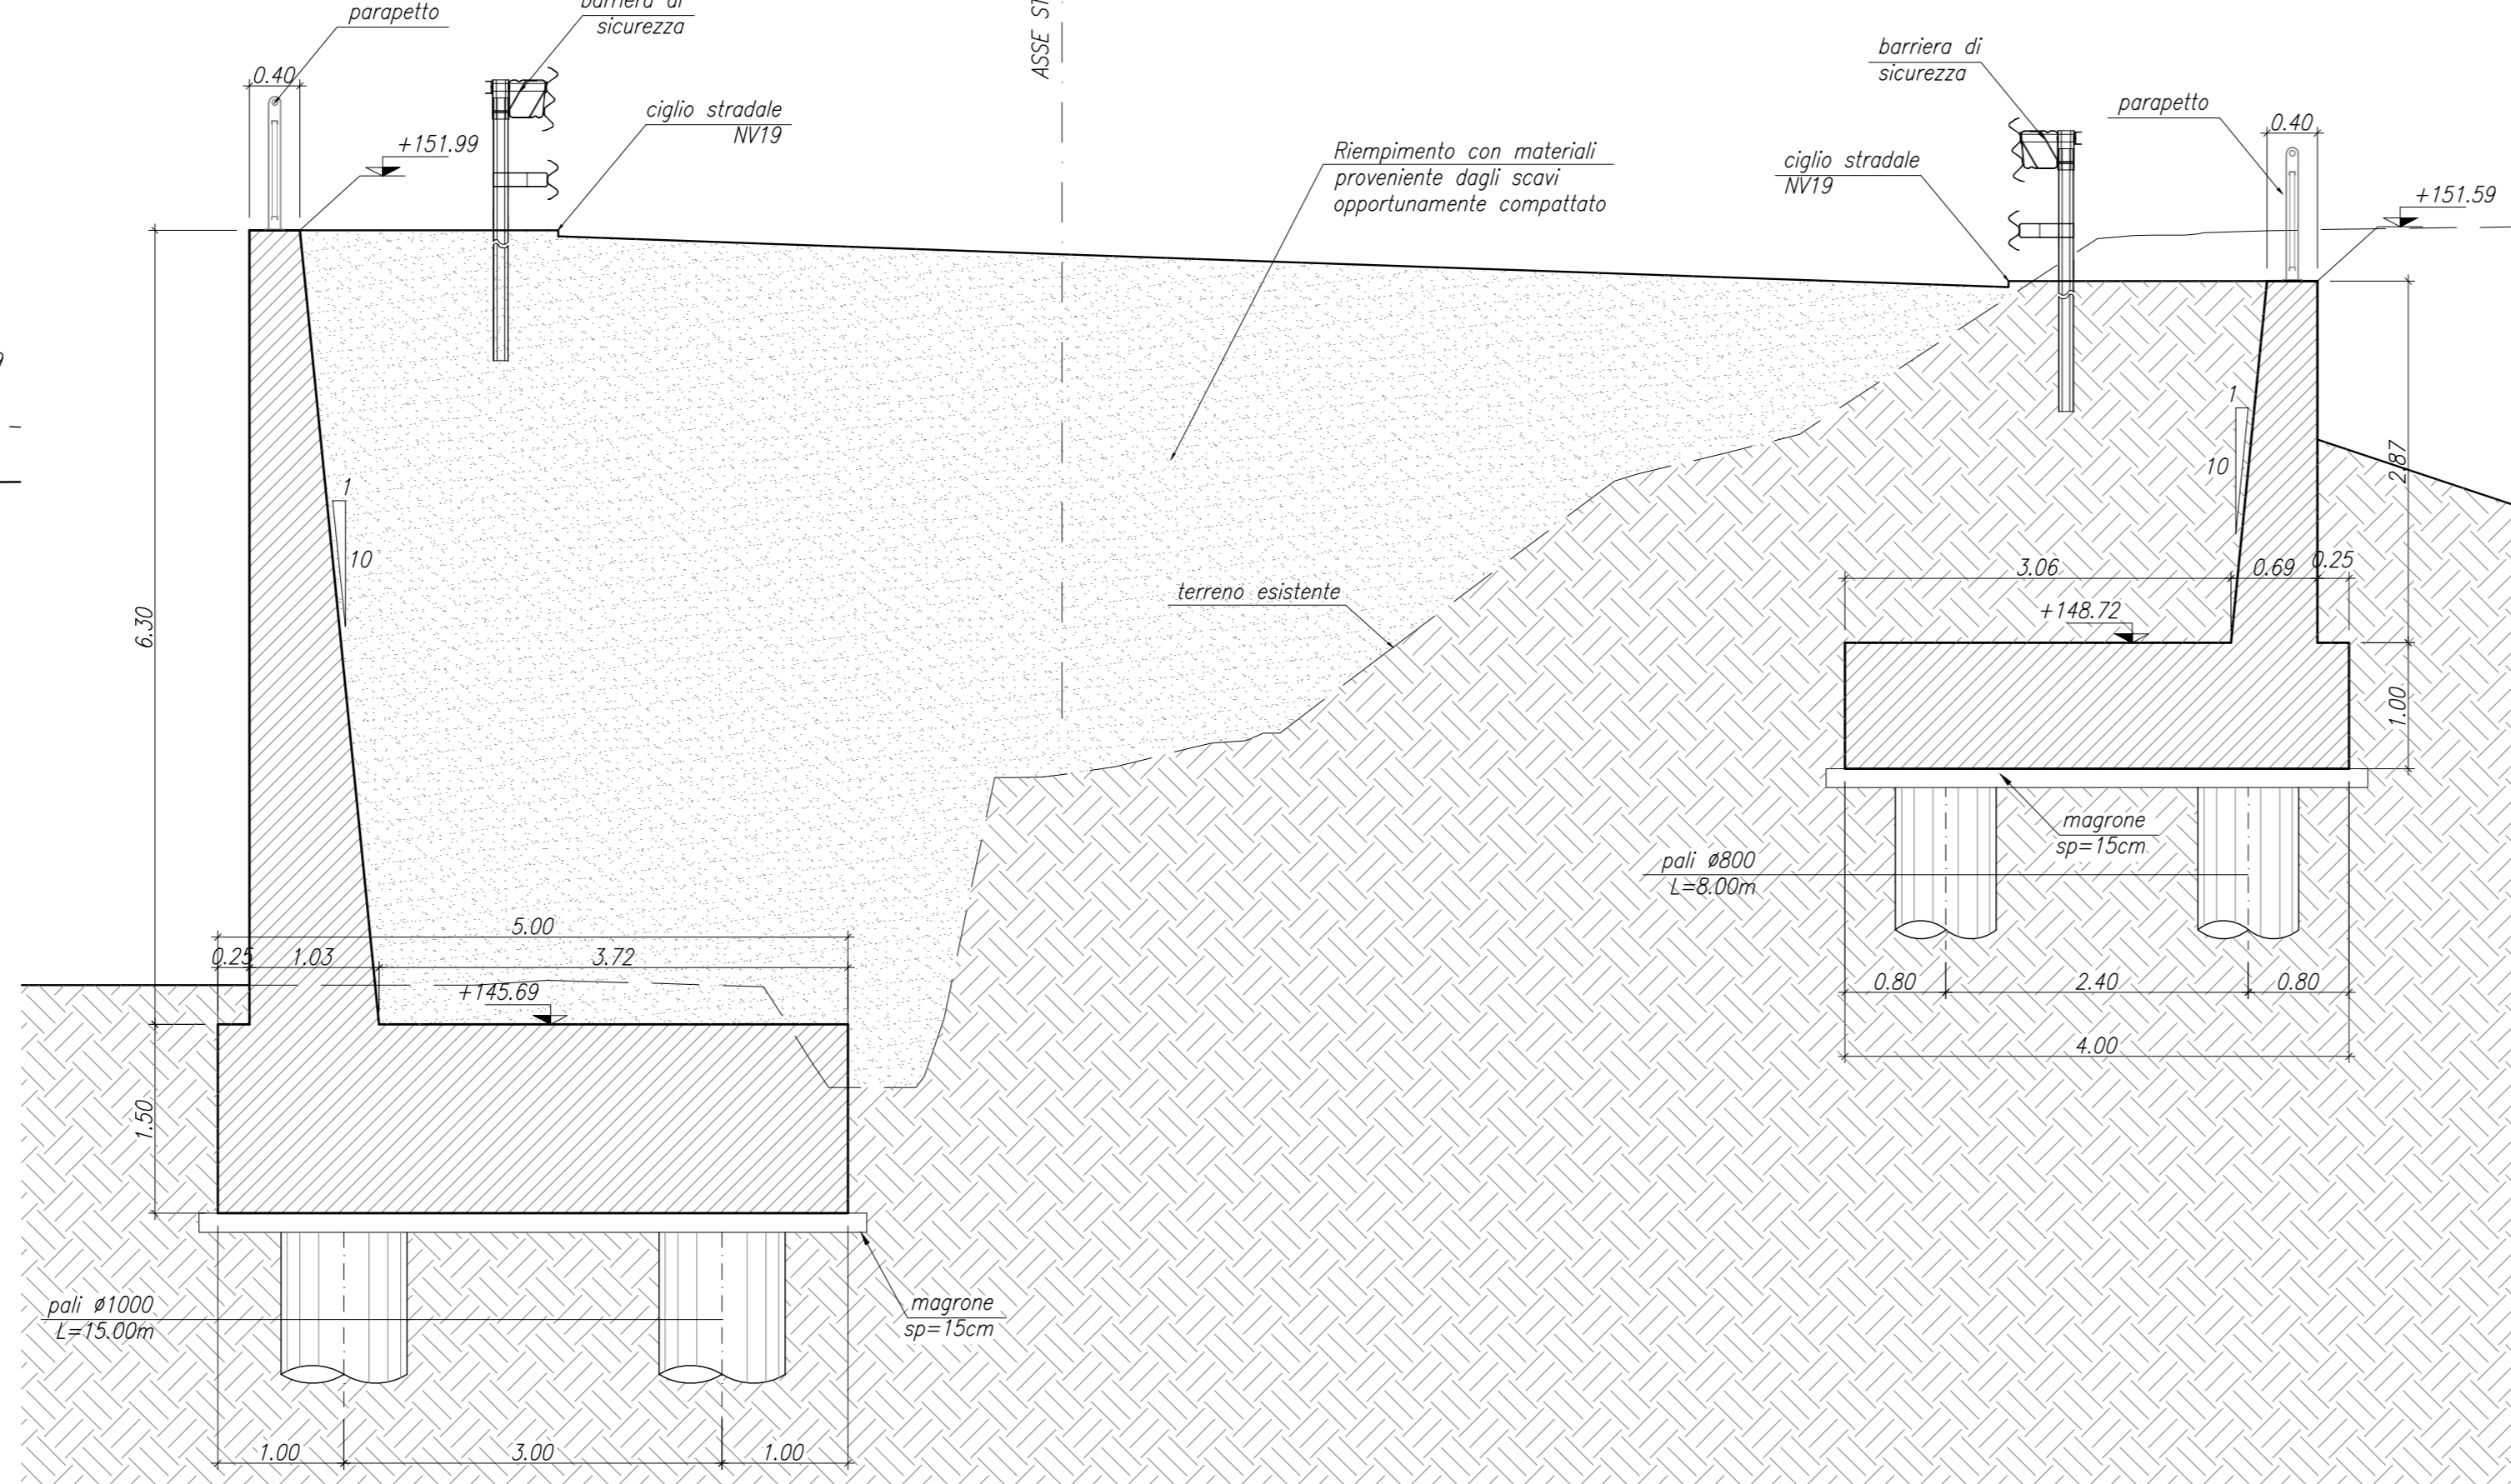 parapetto
barriera di
sicurezza
ASSE ST
0.40
+151.99
ciglio stradale
NV19
Riempimento con materiali
proveniente dagli scavi
opportunamente compattato
barriera di
sicurezza
parapetto
0.40
ciglio stradale
NV19
+151.59
1
10
6.30
1
10
2.87
terreno esistente
3.06
0.69
0.25
+148.72
1.00
magrone
sp=15cm
pali ø800
L=8.00m
5.00
0.25
1.03
3.72
+145.69
0.80
2.40
0.80
4.00
1.50
pali ø1000
L=15.00m
magrone
sp=15cm
1.00
3.00
1.00